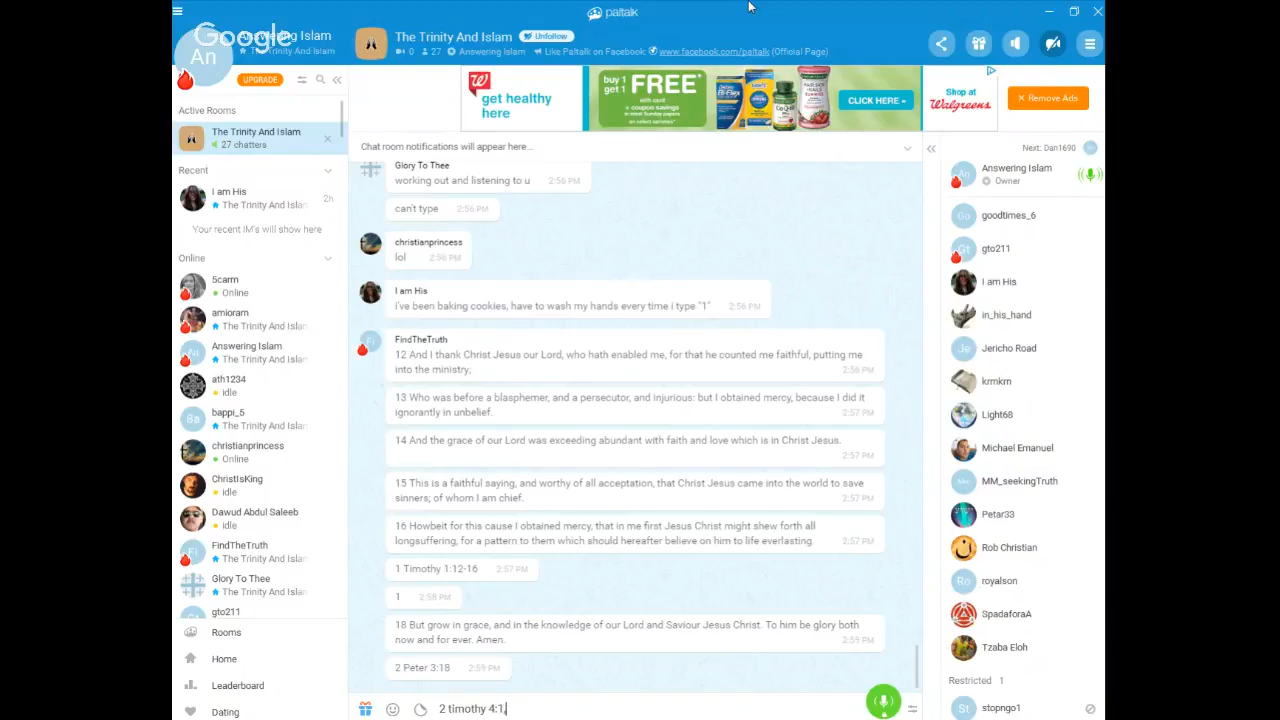 paltalk
Answering Islam
The Trinity And Islam
Google
An
The Trinity And Islam
Unfollow
0 27 Answering Islam Like Paltalk on Facebook: www.facebook.com/paltalk (Official Page)
UPGRADE
Active Rooms
The Trinity And Islam
27 chatters
Recent
I am His
The Trinity And Islan
2h
Your recent IM's will show here
Online
5carm
Online
amioram
The Trinity And Islan
Answering Islam
The Trinity And Islan
ath1234
idle
bappi_5
The Trinity And Islan
christianprincess
Online
ChristIsKing
idle
Dawud Abdul Saleeb
idle
FindTheTruth
The Trinity And Islan
Glory To Thee
The Trinity And Islan
gto211
Rooms
Home
Leaderboard
Dating
get healthy
here
buy 1
get 1
FREE*
CLICK HERE
Shop at
Walgreens
Remove Ads
Chat room notifications will appear here...
Glory To Thee
working out and listening to u 2:56 PM
can't type 2:56 PM
christianprincess
lol 2:56 PM
I am His
i've been baking cookies, have to wash my hands every time i type "1" 2:56 PM
FindTheTruth
12 And I thank Christ Jesus our Lord, who hath enabled me, for that he counted me faithful, putting me
into the ministry; 2:56 PM
13 Who was before a blasphemer, and a persecutor, and injurious: but I obtained mercy, because I did it
ignorantly in unbelief. 2:57 PM
14 And the grace of our Lord was exceeding abundant with faith and love which is in Christ Jesus.
2:57 PM
15 This is a faithful saying, and worthy of all acceptation, that Christ Jesus came into the world to save
sinners; of whom I am chief. 2:57 PM
16 Howbeit for this cause I obtained mercy, that in me first Jesus Christ might shew forth all
longsuffering, for a pattern to them which should hereafter believe on him to life everlasting. 2:57 PM
1 Timothy 1:12-16 2:57 PM
1 2:58 PM
18 But grow in grace, and in the knowledge of our Lord and Saviour Jesus Christ. To him be glory both
now and for ever. Amen. 2:59 PM
2 Peter 3:18 2:59 PM
2 timothy 4:1,
Next: Dan1690
Answering Islam
Owner
goodtimes_6
gto211
I am His
in_his_hand
Jericho Road
krmkrn
Light68
Michael Emanuel
MM_seekingTruth
Petar33
Rob Christian
royalson
SpadaforaA
Tzaba Eloh
Restricted 1
stopngo1